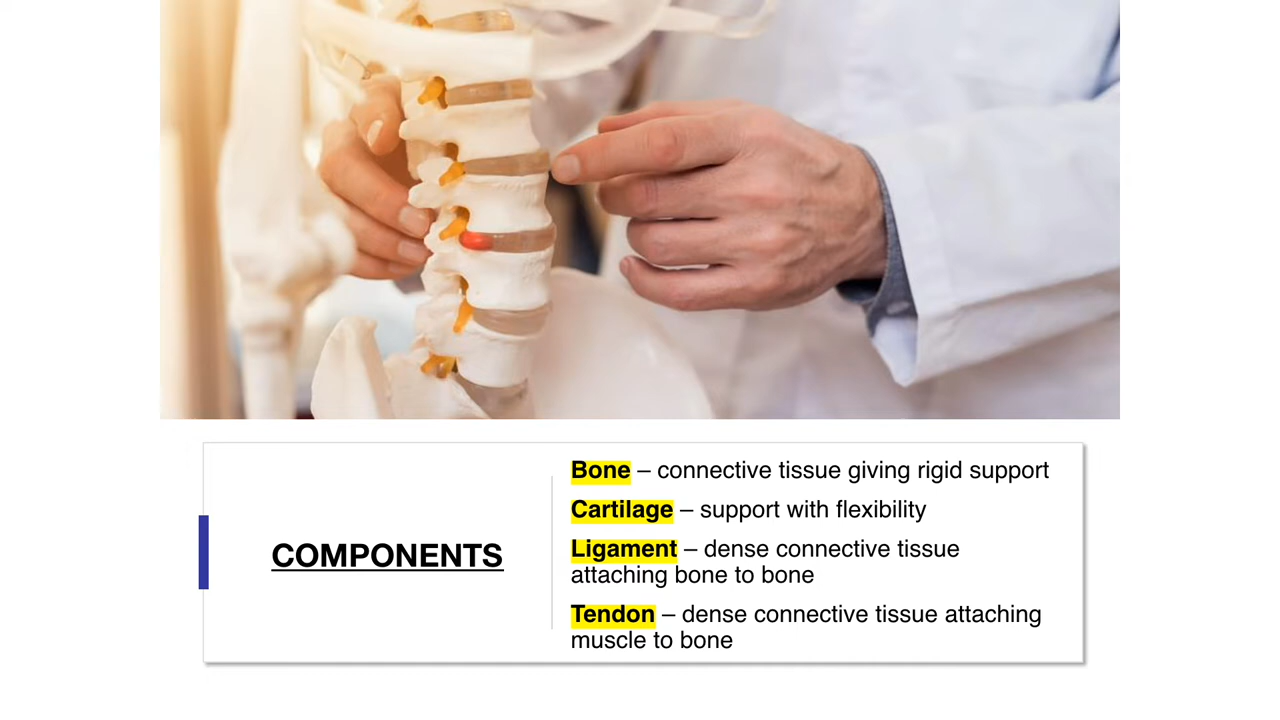 COMPONENTS
Bone – connective tissue giving rigid support
Cartilage – support with flexibility
Ligament – dense connective tissue
attaching bone to bone
Tendon – dense connective tissue attaching
muscle to bone